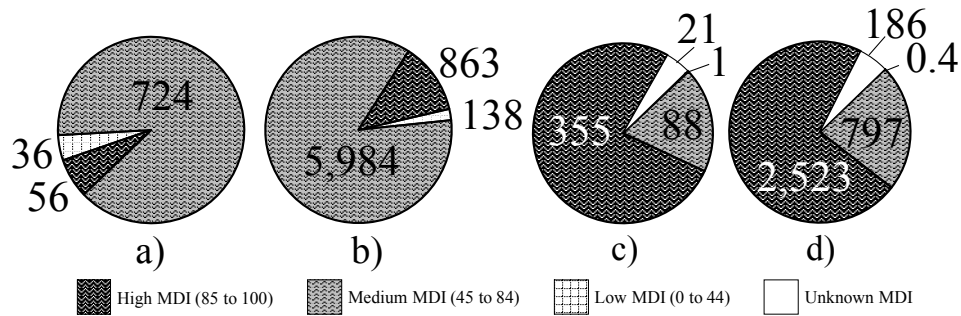 724
36
56
863
138
5,984
21
1
355
88
186
0.4
797
2,523
a)
b)
c)
d)
High MDI (85 to 100)
Medium MDI (45 to 84)
Low MDI (0 to 44)
Unknown MDI